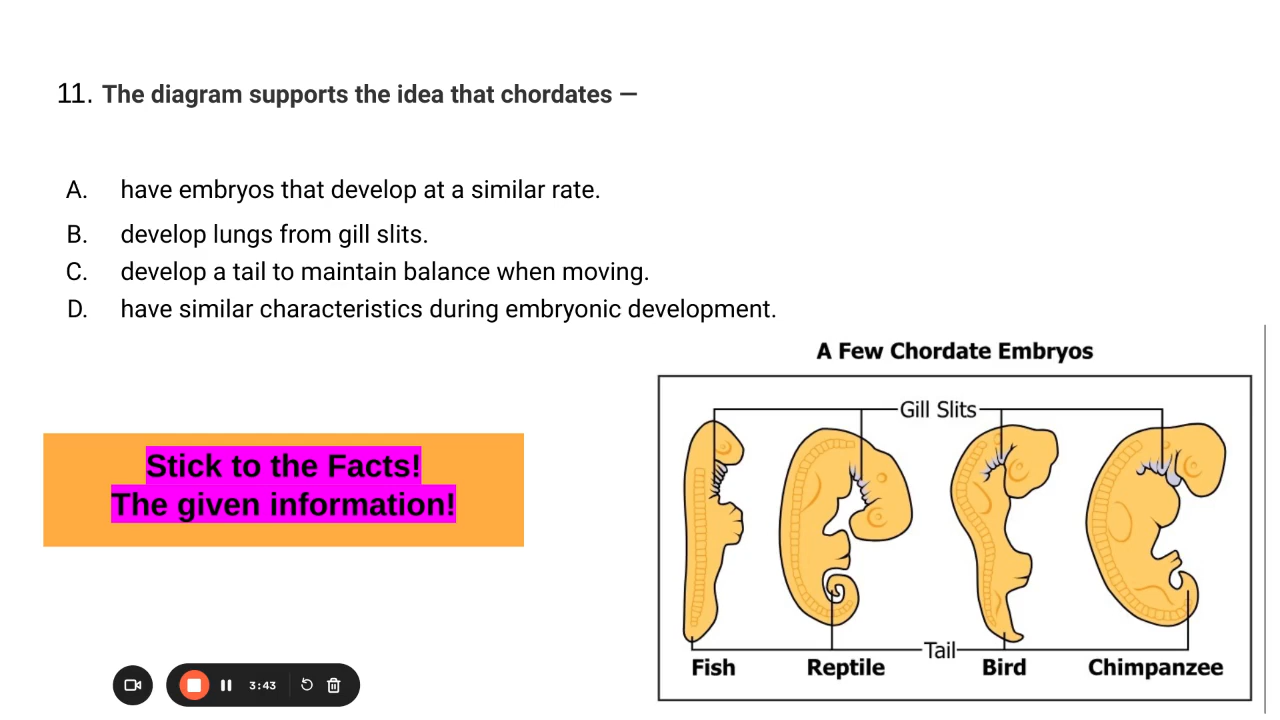 11. The diagram supports the idea that chordates —
A. have embryos that develop at a similar rate.
B. develop lungs from gill slits.
C. develop a tail to maintain balance when moving.
D. have similar characteristics during embryonic development.
A Few Chordate Embryos
Gill Slits
Stick to the Facts!
The given information!
Tail
Fish Reptile Bird Chimpanzee
3:43